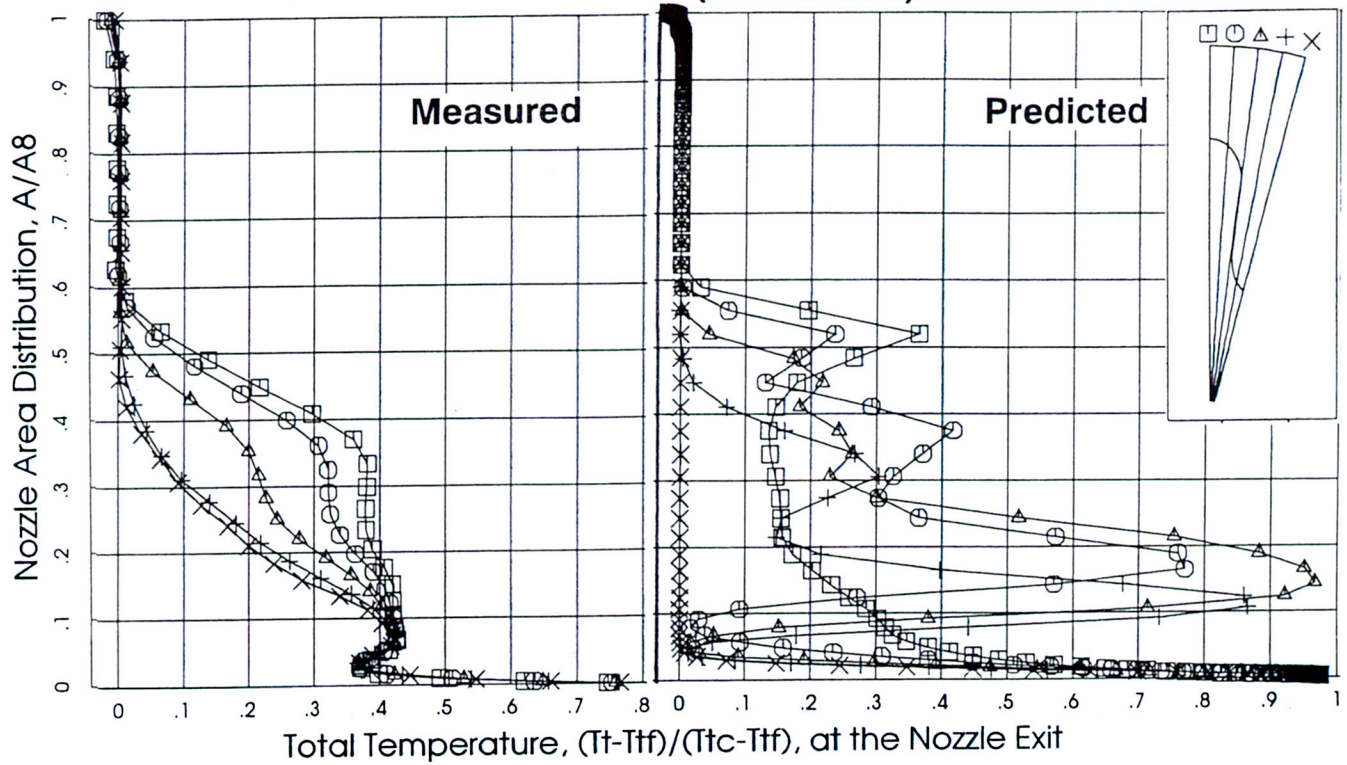 Measured
Predicted
Nozzle Area Distribution, A/A8
1
.9
.8
.7
.6
.5
.4
.3
.2
.1
0
0 .1 .2 .3 .4 .5 .6 .7 .8
0 .1 .2 .3 .4 .5 .6 .7 .8 .9 1
Total Temperature, (Tt-Ttf)/(Ttc-Ttf), at the Nozzle Exit